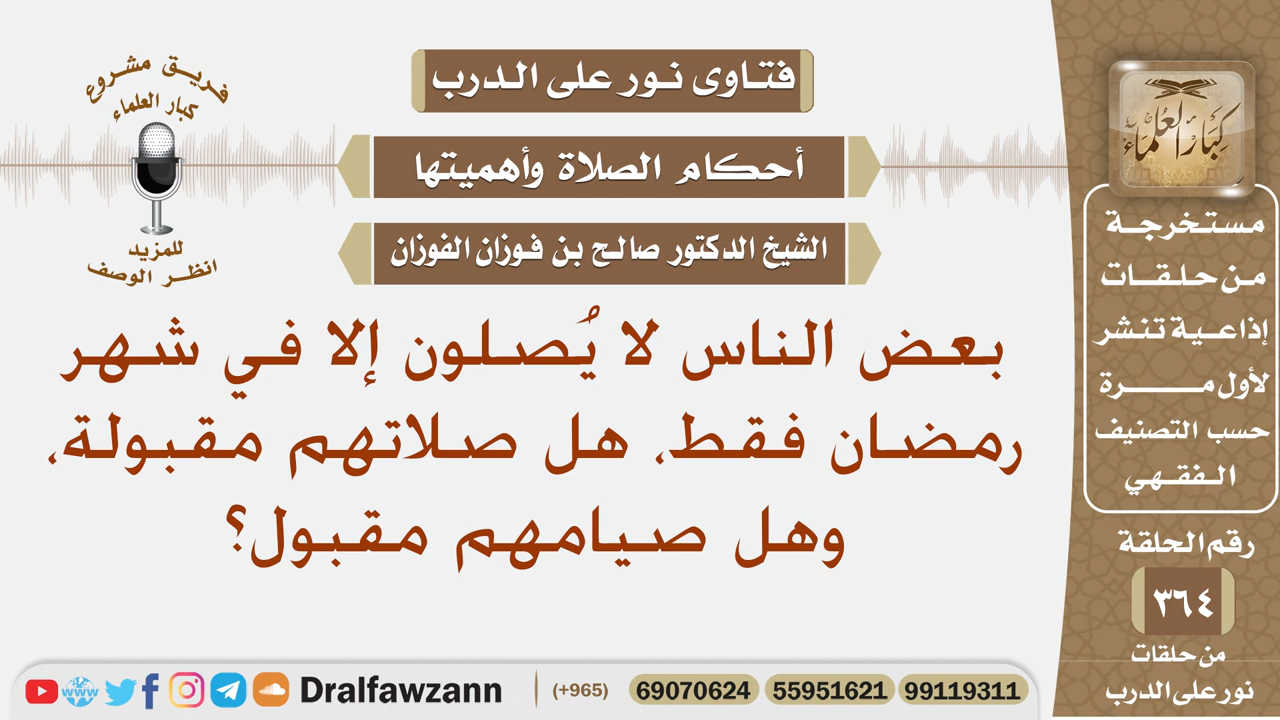 فتاوى نور على الدرب
أحكام الصلاة وأهميتها
الشيخ الدكتور صالح بن فوزان الفوزان
بعض الناس لا يُصلون إلا في شهر
رمضان فقط، هل صلاتهم مقبولة،
وهل صيامهم مقبول؟
فريق مشروع
كبار العلماء
للمزيد
انظر الوصف
كبار العلماء
مستخرجة
من حلقات
إذاعية تنشر
لأول مرة
حسب التصنيف
الفقهي
رقم الحلقة
٣٦٤
من حلقات
نور على الدرب
www Dralfawzann (+965) 69070624 55951621 99119311